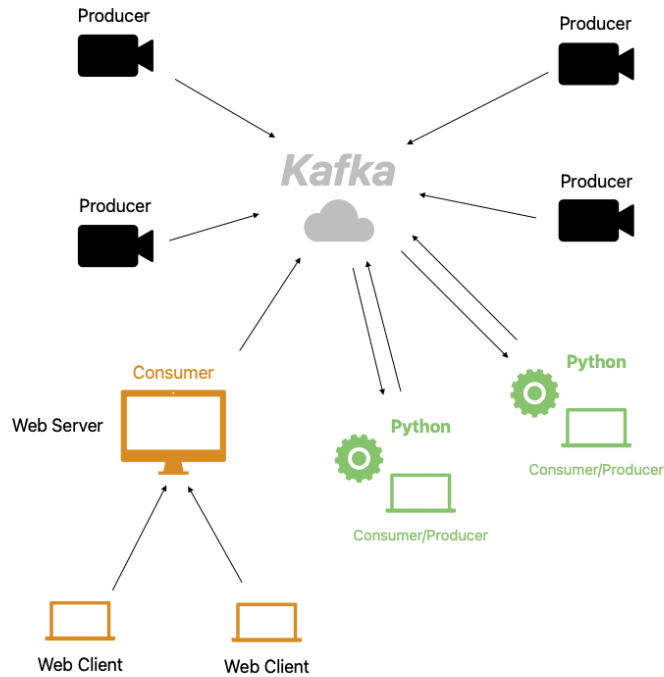 Producer
Producer
Kafka
Producer
Producer
Consumer
Web Server
Python
Python
Consumer/Producer
Consumer/Producer
Web Client
Web Client